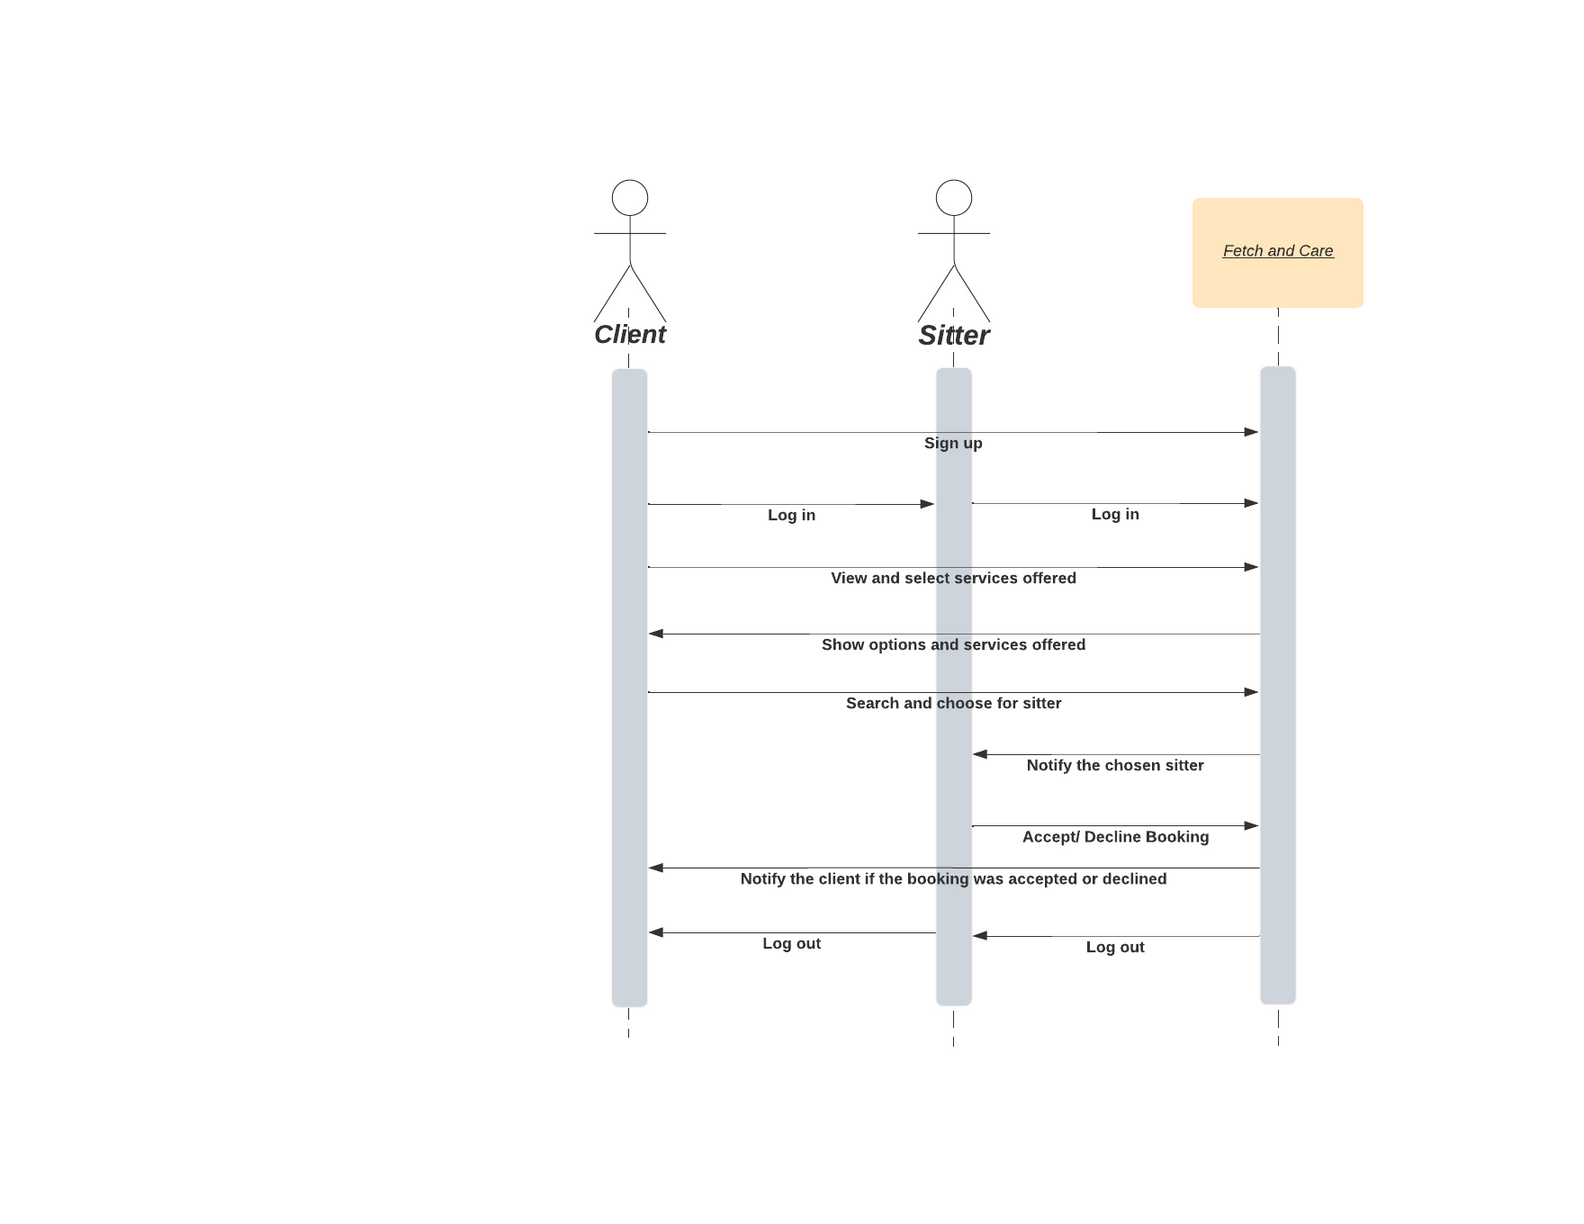 Fetch and Care
Client
Sitter
Sign up
Log in
Log in
View and select services offered
Show options and services offered
Search and choose for sitter
Notify the chosen sitter
Accept/ Decline Booking
Notify the client if the booking was accepted or declined
Log out
Log out